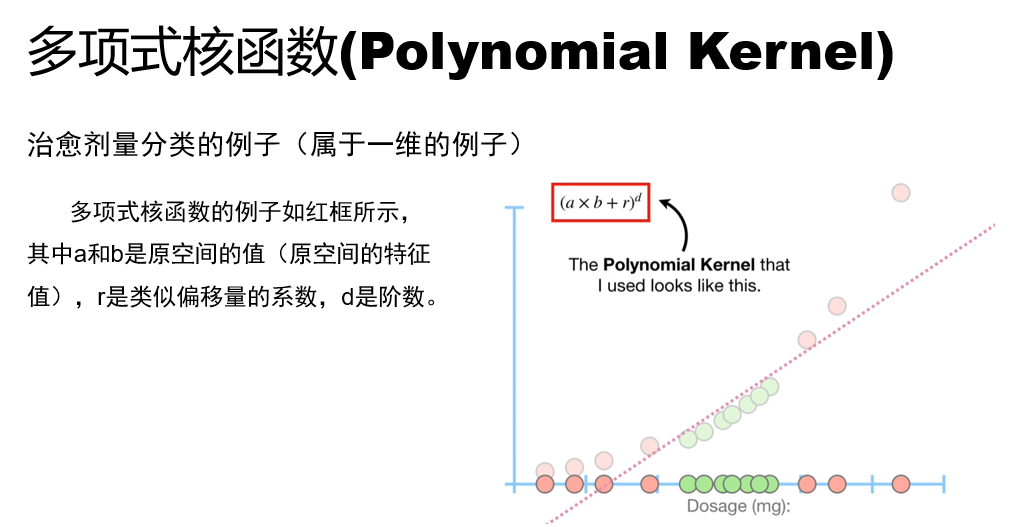 多项式核函数(Polynomial Kernel)
治愈剂量分类的例子（属于一维的例子）
多项式核函数的例子如红框所示，
其中a和b是原空间的值（原空间的特征
值），r是类似偏移量的系数，d是阶数。
(a × b + r)^d
The Polynomial Kernel that
I used looks like this.
Dosage (mg):